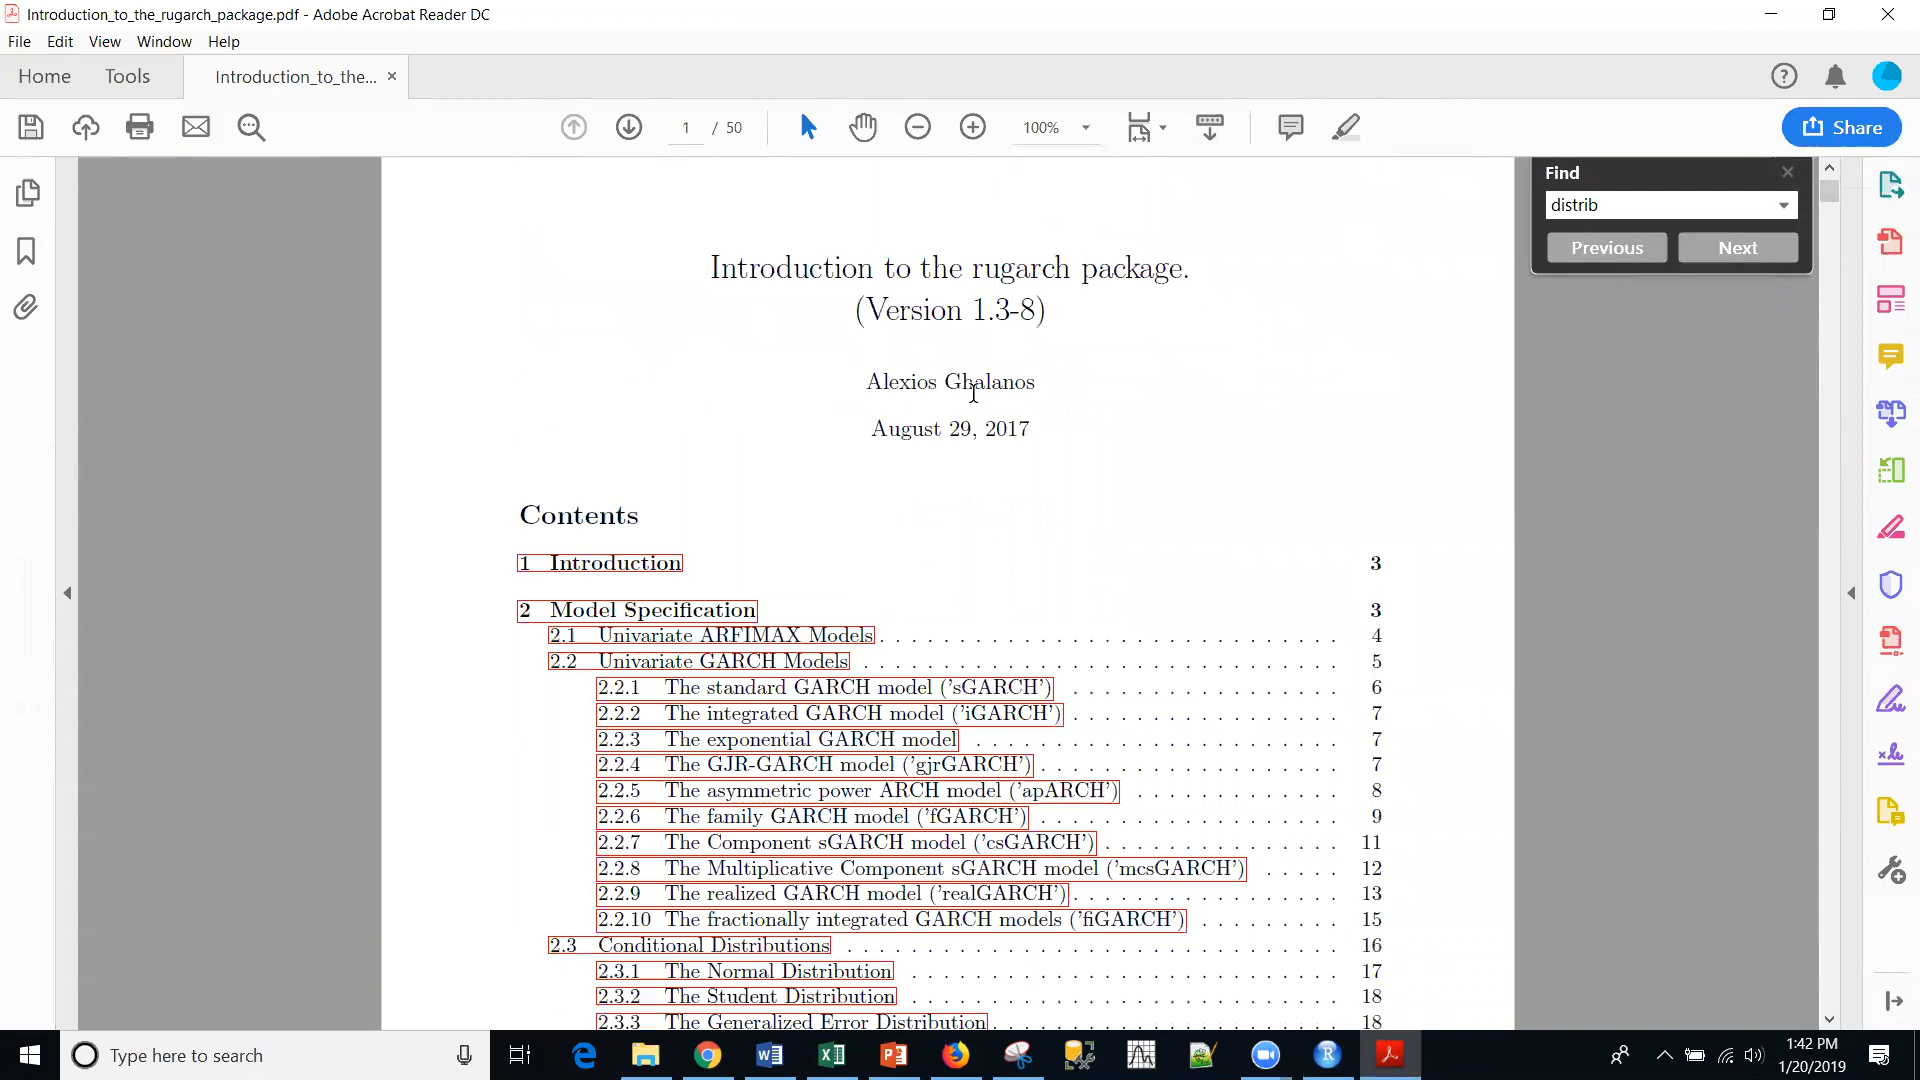 Introduction_to_the_rugarch_package.pdf - Adobe Acrobat Reader DC
File Edit View Window Help
Home Tools Introduction_to_the... ×
1 / 50 100% Share
Find
distrib
Previous Next
Introduction to the rugarch package.
(Version 1.3-8)
Alexios Ghalanos
August 29, 2017
Contents
1 Introduction 3
2 Model Specification 3
2.1 Univariate ARFIMAX Models . . . . . . . . . . . . . . . . . . . . . . . . . . . . 4
2.2 Univariate GARCH Models . . . . . . . . . . . . . . . . . . . . . . . . . . . . . 5
2.2.1 The standard GARCH model ('sGARCH') . . . . . . . . . . . . . . . . 6
2.2.2 The integrated GARCH model ('iGARCH') . . . . . . . . . . . . . . . . 7
2.2.3 The exponential GARCH model . . . . . . . . . . . . . . . . . . . . . . 7
2.2.4 The GJR-GARCH model ('gjrGARCH') . . . . . . . . . . . . . . . . . . 7
2.2.5 The asymmetric power ARCH model ('apARCH') . . . . . . . . . . . . 8
2.2.6 The family GARCH model ('fGARCH') . . . . . . . . . . . . . . . . . . 9
2.2.7 The Component sGARCH model ('csGARCH') . . . . . . . . . . . . . . 11
2.2.8 The Multiplicative Component sGARCH model ('mcsGARCH') . . . . . 12
2.2.9 The realized GARCH model ('realGARCH') . . . . . . . . . . . . . . . . 13
2.2.10 The fractionally integrated GARCH models ('fiGARCH') . . . . . . . . 15
2.3 Conditional Distributions . . . . . . . . . . . . . . . . . . . . . . . . . . . . . . 16
2.3.1 The Normal Distribution . . . . . . . . . . . . . . . . . . . . . . . . . . 17
2.3.2 The Student Distribution . . . . . . . . . . . . . . . . . . . . . . . . . . 18
2.3.3 The Generalized Error Distribution . . . . . . . . . . . . . . . . . . . . . 18
Type here to search
1:42 PM
1/20/2019